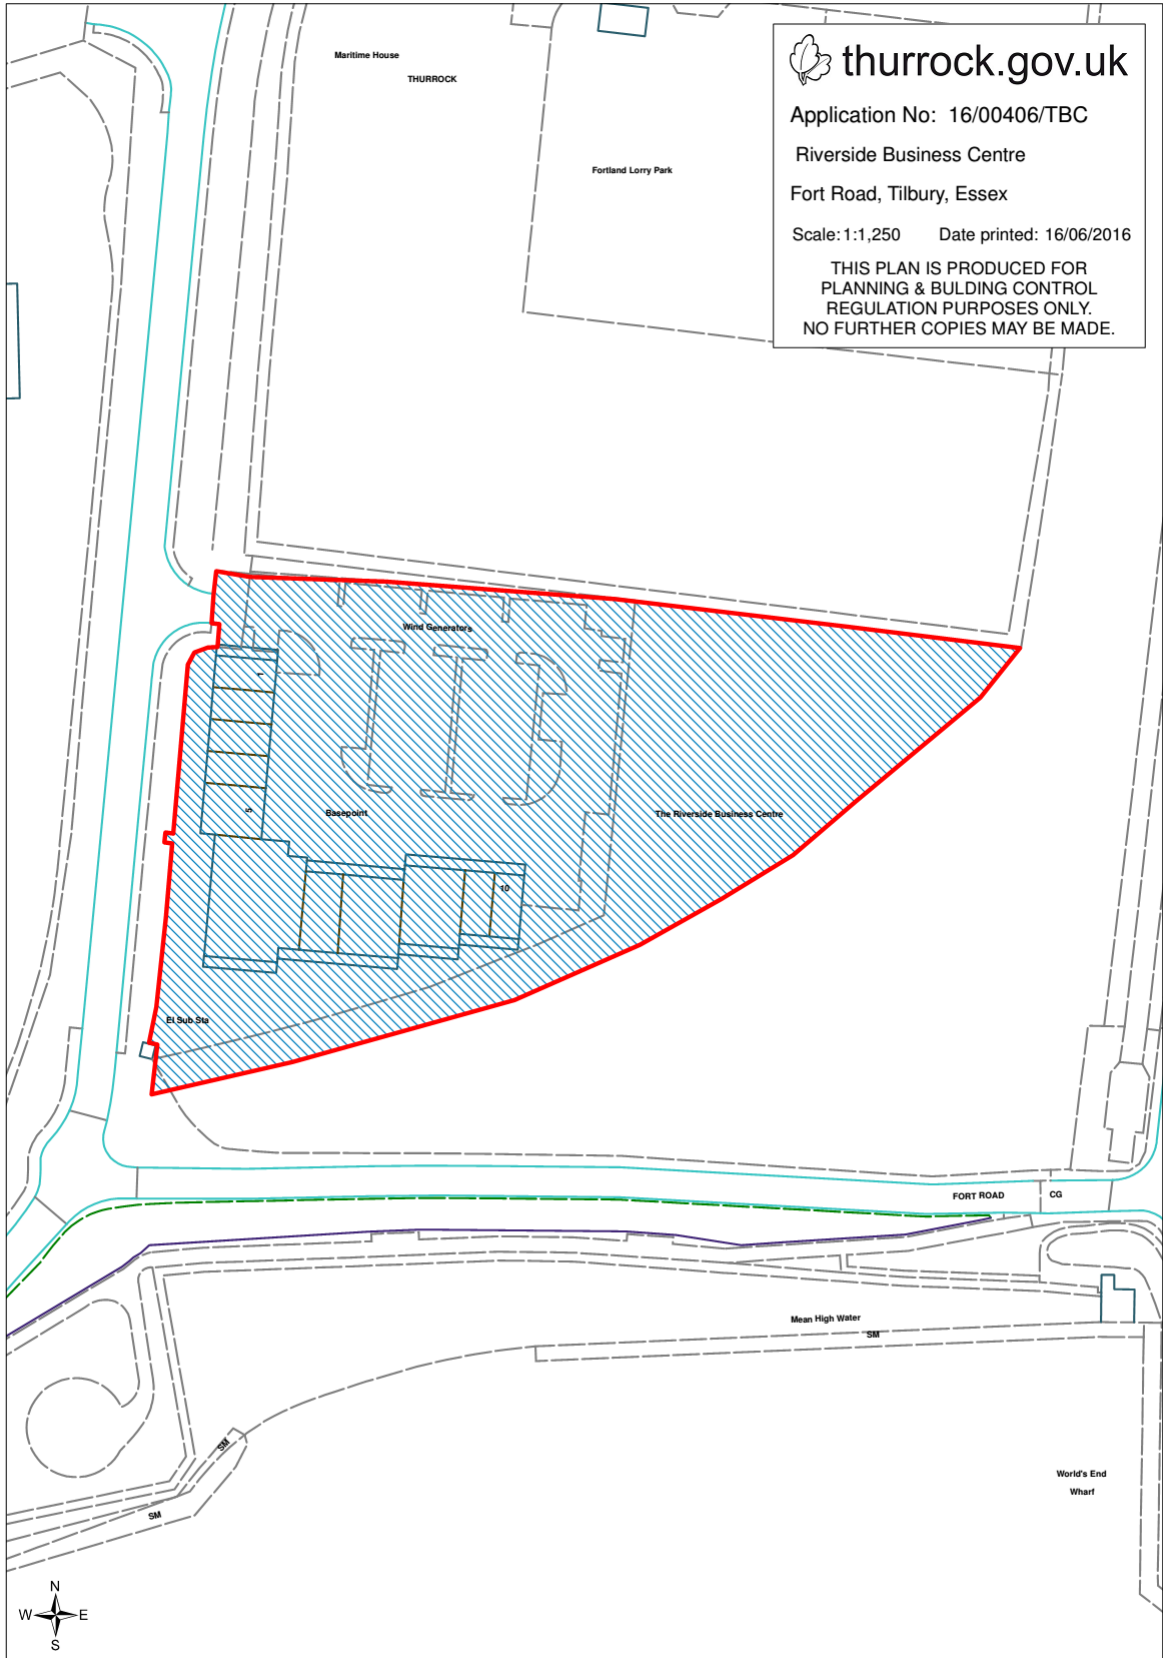 Maritime House
THURROCK
Fortland Lorry Park
thurrock.gov.uk
Application No: 16/00406/TBC
Riverside Business Centre
Fort Road, Tilbury, Essex
Scale: 1:1,250 Date printed: 16/06/2016
THIS PLAN IS PRODUCED FOR
PLANNING & BULDING CONTROL
REGULATION PURPOSES ONLY.
NO FURTHER COPIES MAY BE MADE.
Wind Generators
1
5
Basepoint
The Riverside Business Centre
10
El Sub Sta
FORT ROAD
CG
Mean High Water
SM
SM
SM
World's End
Wharf
N
W E
S